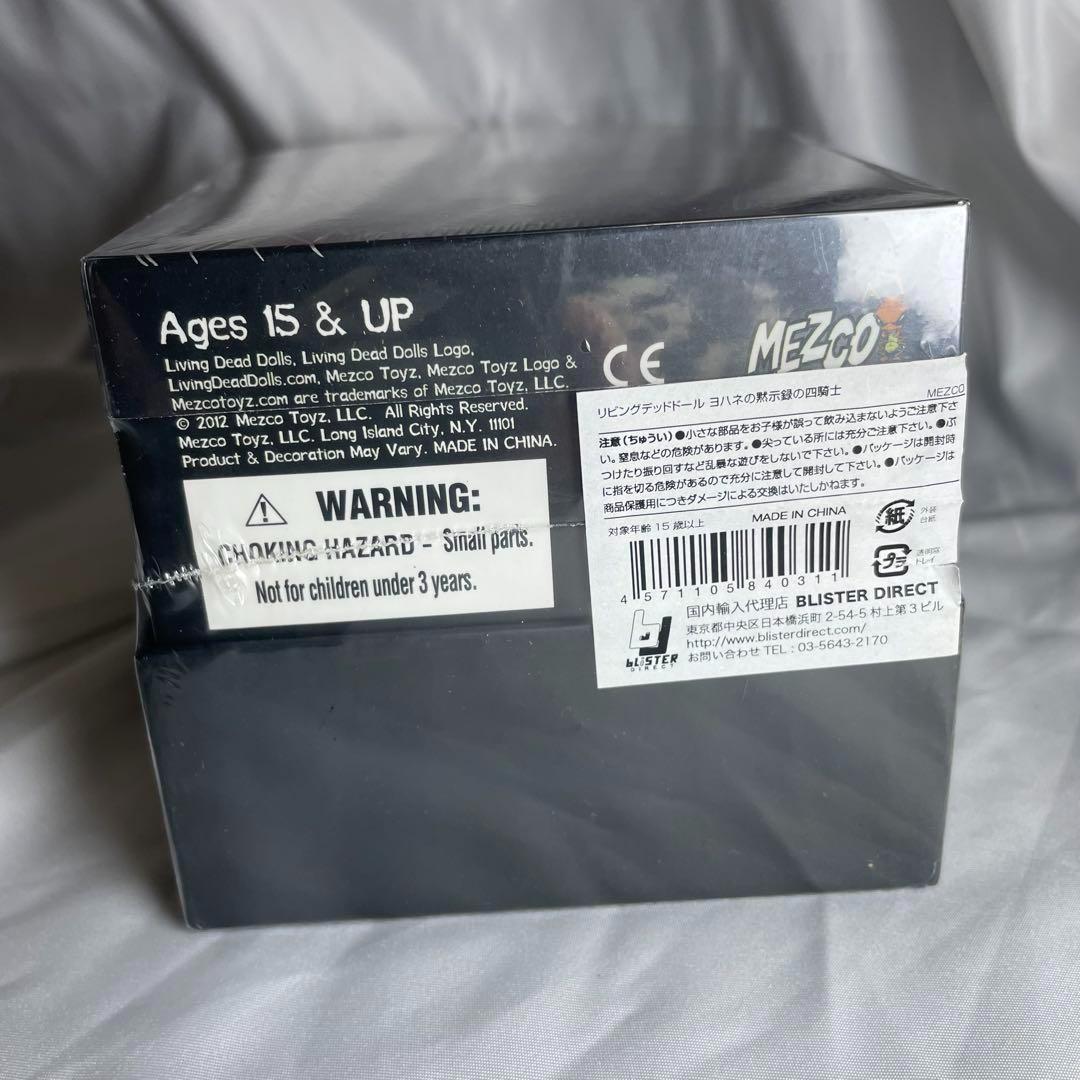 Ages 15 & UP
Living Dead Dolls, Living Dead Dolls Logo,
LivingDeadDolls.com, Mezco Toyz, Mezco Toyz Logo &
Mezcotoyz.com are trademarks of Mezco Toyz, LLC.
© 2012 Mezco Toyz, LLC. All Rights Reserved.
Mezco Toyz, LLC. Long Island City, N.Y. 11101
Product & Decoration May Vary. MADE IN CHINA.
CE
MEZCO
WARNING:
CHOKING HAZARD - Small parts.
Not for children under 3 years.
リビングデッドドール ヨハネの黙示録の四騎士 MEZCO
注意(ちゅうい)●小さな部品をお子様が誤って飲み込まないようご注意下さ
い。窒息などの危険があります。●尖っている所には充分ご注意下さい。●ぶ
つけたり振り回すなど乱暴な遊びをしないで下さい。●パッケージは開封時
に指を切る危険があるので充分に注意して開封して下さい。●パッケージは
商品保護用につきダメージによる交換はいたしかねます。
対象年齢 15 歳以上 MADE IN CHINA
紙
外装
台紙
プラ
透明窓
トレイ
4 571105 840311
国内輸入代理店 BLISTER DIRECT
東京都中央区日本橋浜町 2-54-5 村上第3ビル
http://www.blisterdirect.com/
お問い合わせ TEL：03-5643-2170
BLISTER
DIRECT